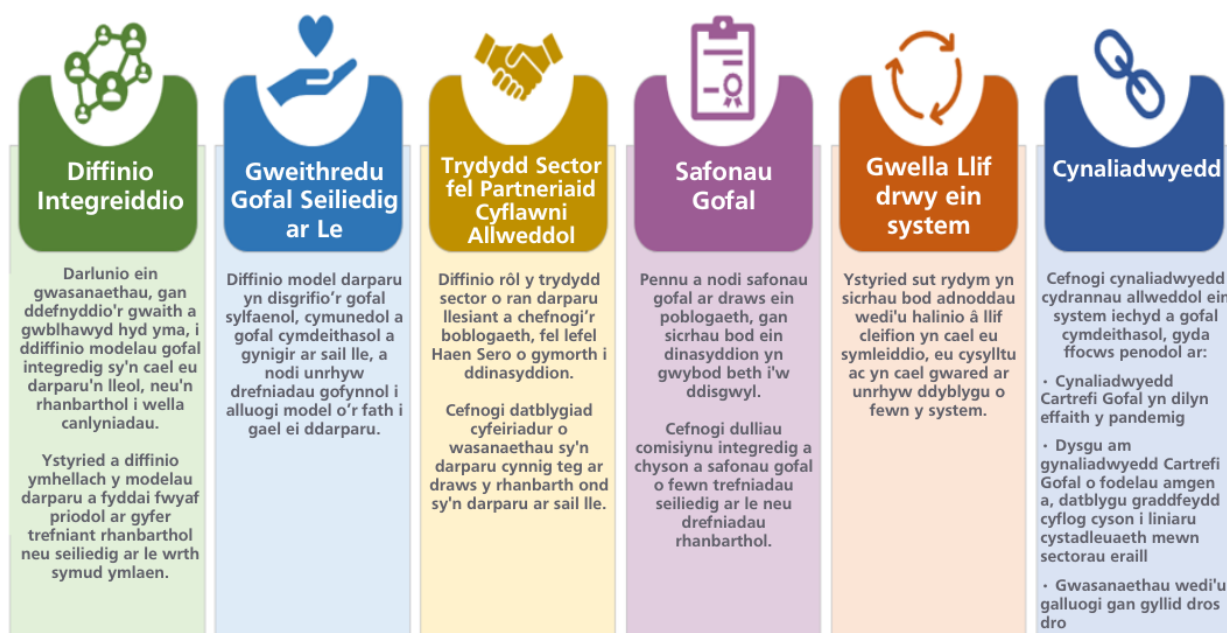 Diffinio
Integreiddio
Darlunio ein
gwasanaethau, gan
ddefnyddio'r gwaith a
gwblhawyd hyd yma, i
ddiffinio modelau gofal
integredig sy'n cael eu
darparu'n lleol, neu'n
rhanbarthol i wella
canlyniadau.
Ystyried a diffinio
ymhellach y modelau
darparu a fyddai fwyaf
priodol ar gyfer
trefniant rhanbarthol
neu seiliedig ar le wrth
symud ymlaen.
Gweithredu
Gofal Seiliedig
ar Le
Diffinio model darparu
yn disgrifio’r gofal
sylfaenol, cymunedol a
gofal cymdeithasol a
gynigir ar sail lle, a
nodi unrhyw
drefniadau gofynnol i
alluogi model o’r fath i
gael ei ddarparu.
Trydydd Sector
fel Partneriaid
Cyflawni
Allweddol
Diffinio rôl y trydydd
sector o ran darparu
llesiant a chefnogi’r
boblogaeth, fel lefel
Haen Sero o gymorth i
ddinasyddion.
Cefnogi datblygiad
cyfeiriadur o
wasanaethau sy'n
darparu cynnig teg ar
draws y rhanbarth ond
sy'n darparu ar sail lle.
Safonau
Gofal
Pennu a nodi safonau
gofal ar draws ein
poblogaeth, gan
sicrhau bod ein
dinasyddion yn
gwybod beth i'w
ddisgwyl.
Cefnogi dulliau
comisiynu integredig a
chyson a safonau gofal
o fewn trefniadau
seiliedig ar le neu
drefniadau
rhanbarthol.
Gwella Llif
drwy ein
system
Ystyried sut rydym yn
sicrhau bod adnoddau
wedi'u halinio â llif
cleifion yn cael eu
symleiddio, eu cysylltu
ac yn cael gwared ar
unrhyw ddyblygu o
fewn y system.
Cynaliadwyedd
Cefnogi cynaliadwyedd
cydrannau allweddol ein
system iechyd a gofal
cymdeithasol, gyda
ffocws penodol ar:
· Cynaliadwyedd
Cartrefi Gofal yn dilyn
effaith y pandemig
· Dysgu am
gynaliadwyedd Cartrefi
Gofal o fodelau amgen
a, datblygu graddfeydd
cyflog cyson i liniaru
cystadleuaeth mewn
sectorau eraill
· Gwasanaethau wedi'u
galluogi gan gyllid dros
dro